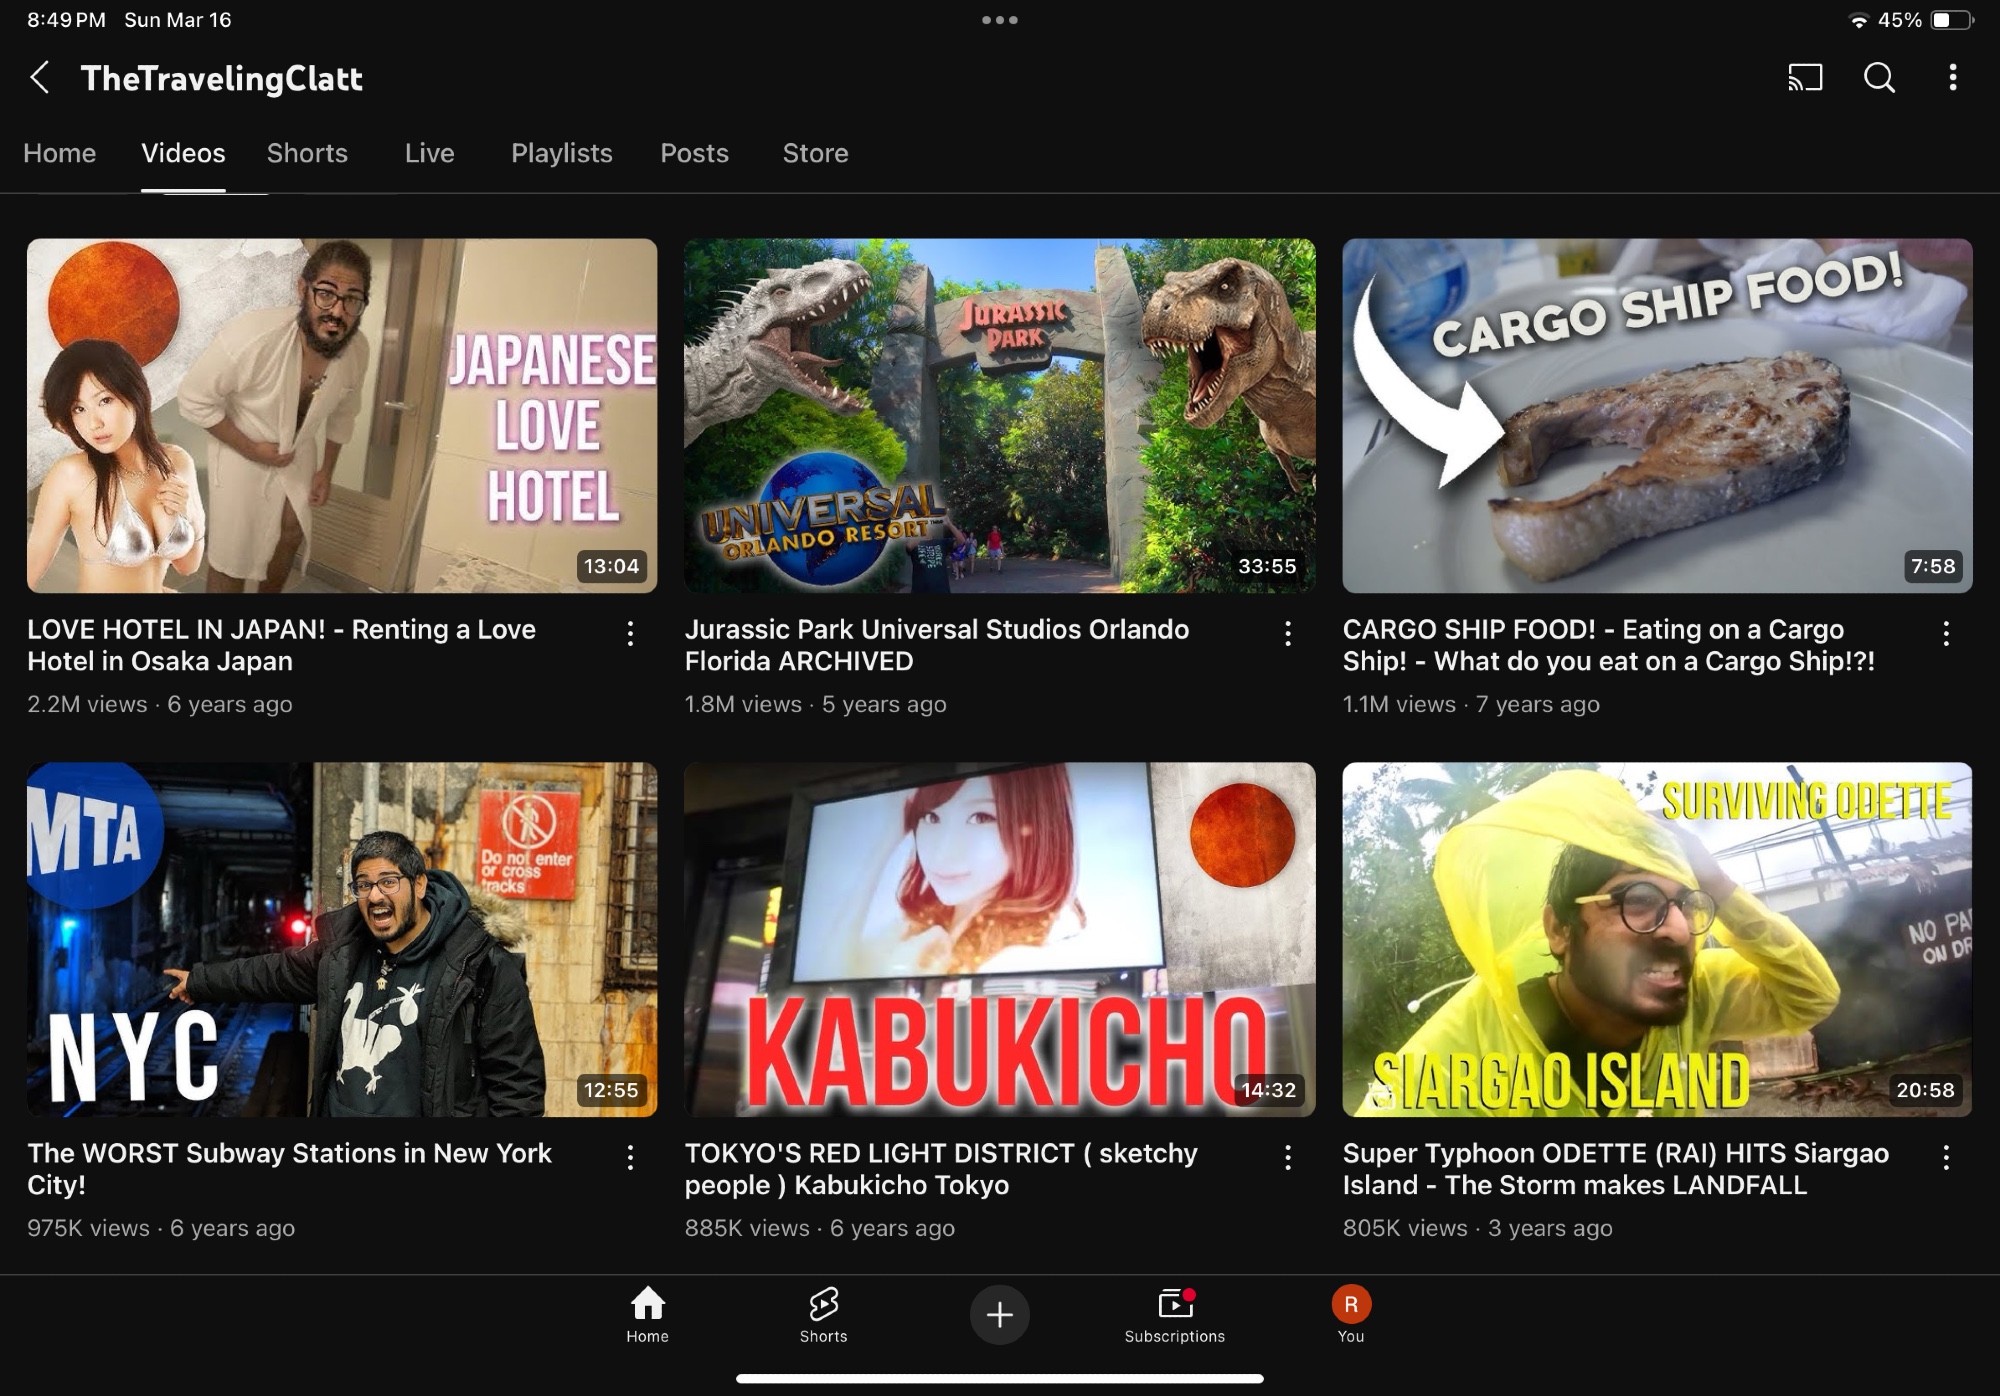 8:49 PM Sun Mar 16
45%
TheTravelingClatt
Home Videos Shorts Live Playlists Posts Store
JAPANESE
LOVE
HOTEL
13:04
JURASSIC
PARK
UNIVERSAL
ORLANDO RESORT
33:55
CARGO SHIP FOOD!
7:58
LOVE HOTEL IN JAPAN! - Renting a Love
Hotel in Osaka Japan
2.2M views · 6 years ago
Jurassic Park Universal Studios Orlando
Florida ARCHIVED
1.8M views · 5 years ago
CARGO SHIP FOOD! - Eating on a Cargo
Ship! - What do you eat on a Cargo Ship!?!
1.1M views · 7 years ago
MTA
Do not enter
or cross
tracks
NYC
12:55
KABUKICHO
14:32
SURVIVING ODETTE
NO PA
ON DR
SIARGAO ISLAND
20:58
The WORST Subway Stations in New York
City!
975K views · 6 years ago
TOKYO'S RED LIGHT DISTRICT ( sketchy
people ) Kabukicho Tokyo
885K views · 6 years ago
Super Typhoon ODETTE (RAI) HITS Siargao
Island - The Storm makes LANDFALL
805K views · 3 years ago
Home
Shorts
Subscriptions
R
You